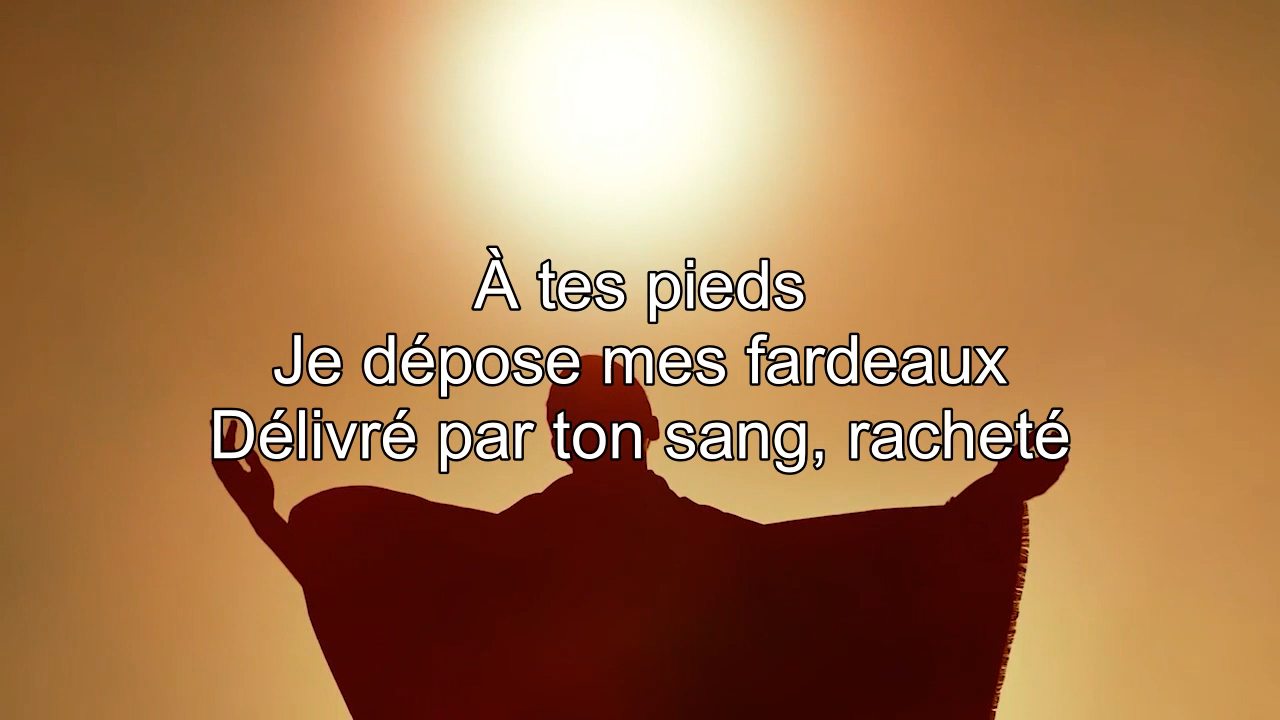 À tes pieds
Je dépose mes fardeaux
Délivré par ton sang, racheté